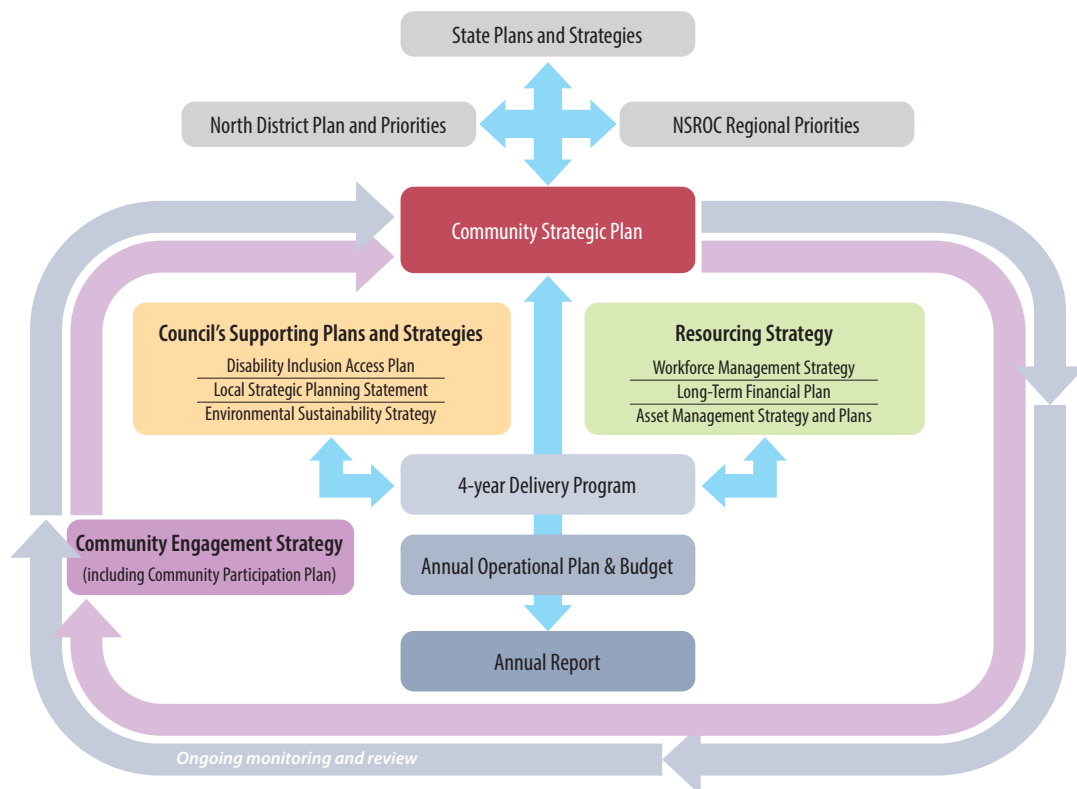 State Plans and Strategies
North District Plan and Priorities
NSROC Regional Priorities
Community Strategic Plan
Council’s Supporting Plans and Strategies
Disability Inclusion Access Plan
Local Strategic Planning Statement
Environmental Sustainability Strategy
Resourcing Strategy
Workforce Management Strategy
Long-Term Financial Plan
Asset Management Strategy and Plans
4-year Delivery Program
Community Engagement Strategy
(including Community Participation Plan)
Annual Operational Plan & Budget
Annual Report
Ongoing monitoring and review